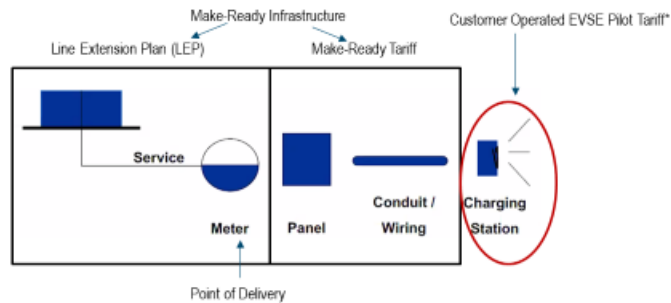 Make-Ready Infrastructure
Customer Operated EVSE Pilot Tariff*
Line Extension Plan (LEP)
Make-Ready Tariff
Service
Meter
Panel
Conduit /
Wiring
Charging
Station
Point of Delivery